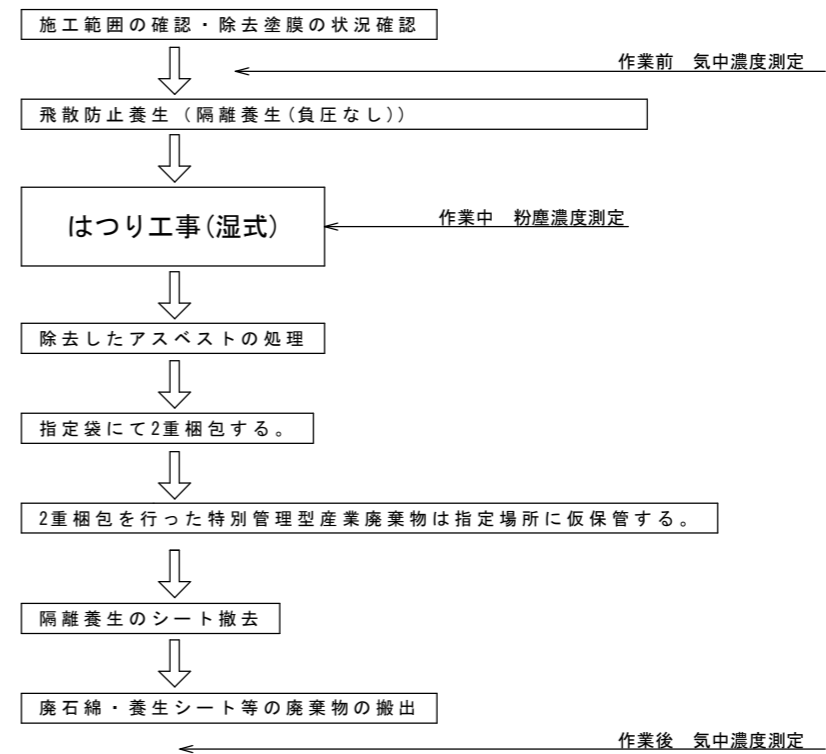 施工範囲の確認・除去塗膜の状況確認
作業前　気中濃度測定
飛散防止養生（隔離養生(負圧なし)）
はつり工事(湿式)
作業中　粉塵濃度測定
除去したアスベストの処理
指定袋にて2重梱包する。
2重梱包を行った特別管理型産業廃棄物は指定場所に仮保管する。
隔離養生のシート撤去
廃石綿・養生シート等の廃棄物の搬出
作業後　気中濃度測定